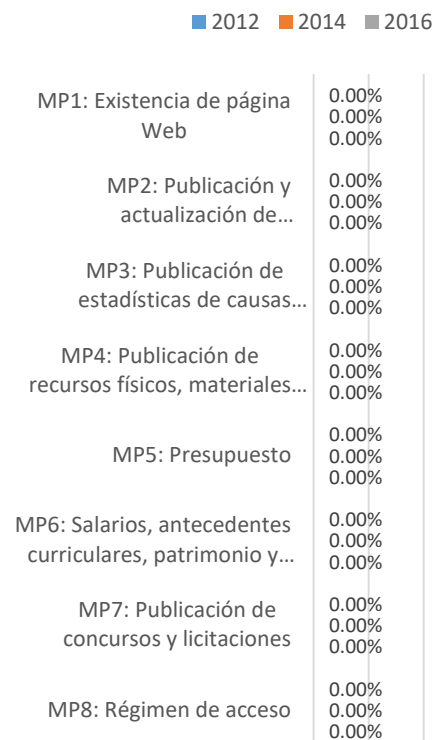 2012 2014 2016
MP1: Existencia de página
Web
0.00%
0.00%
0.00%
MP2: Publicación y
actualización de…
0.00%
0.00%
0.00%
MP3: Publicación de
estadísticas de causas…
0.00%
0.00%
0.00%
MP4: Publicación de
recursos físicos, materiales…
0.00%
0.00%
0.00%
MP5: Presupuesto
0.00%
0.00%
0.00%
MP6: Salarios, antecedentes
curriculares, patrimonio y…
0.00%
0.00%
0.00%
MP7: Publicación de
concursos y licitaciones
0.00%
0.00%
0.00%
MP8: Régimen de acceso
0.00%
0.00%
0.00%